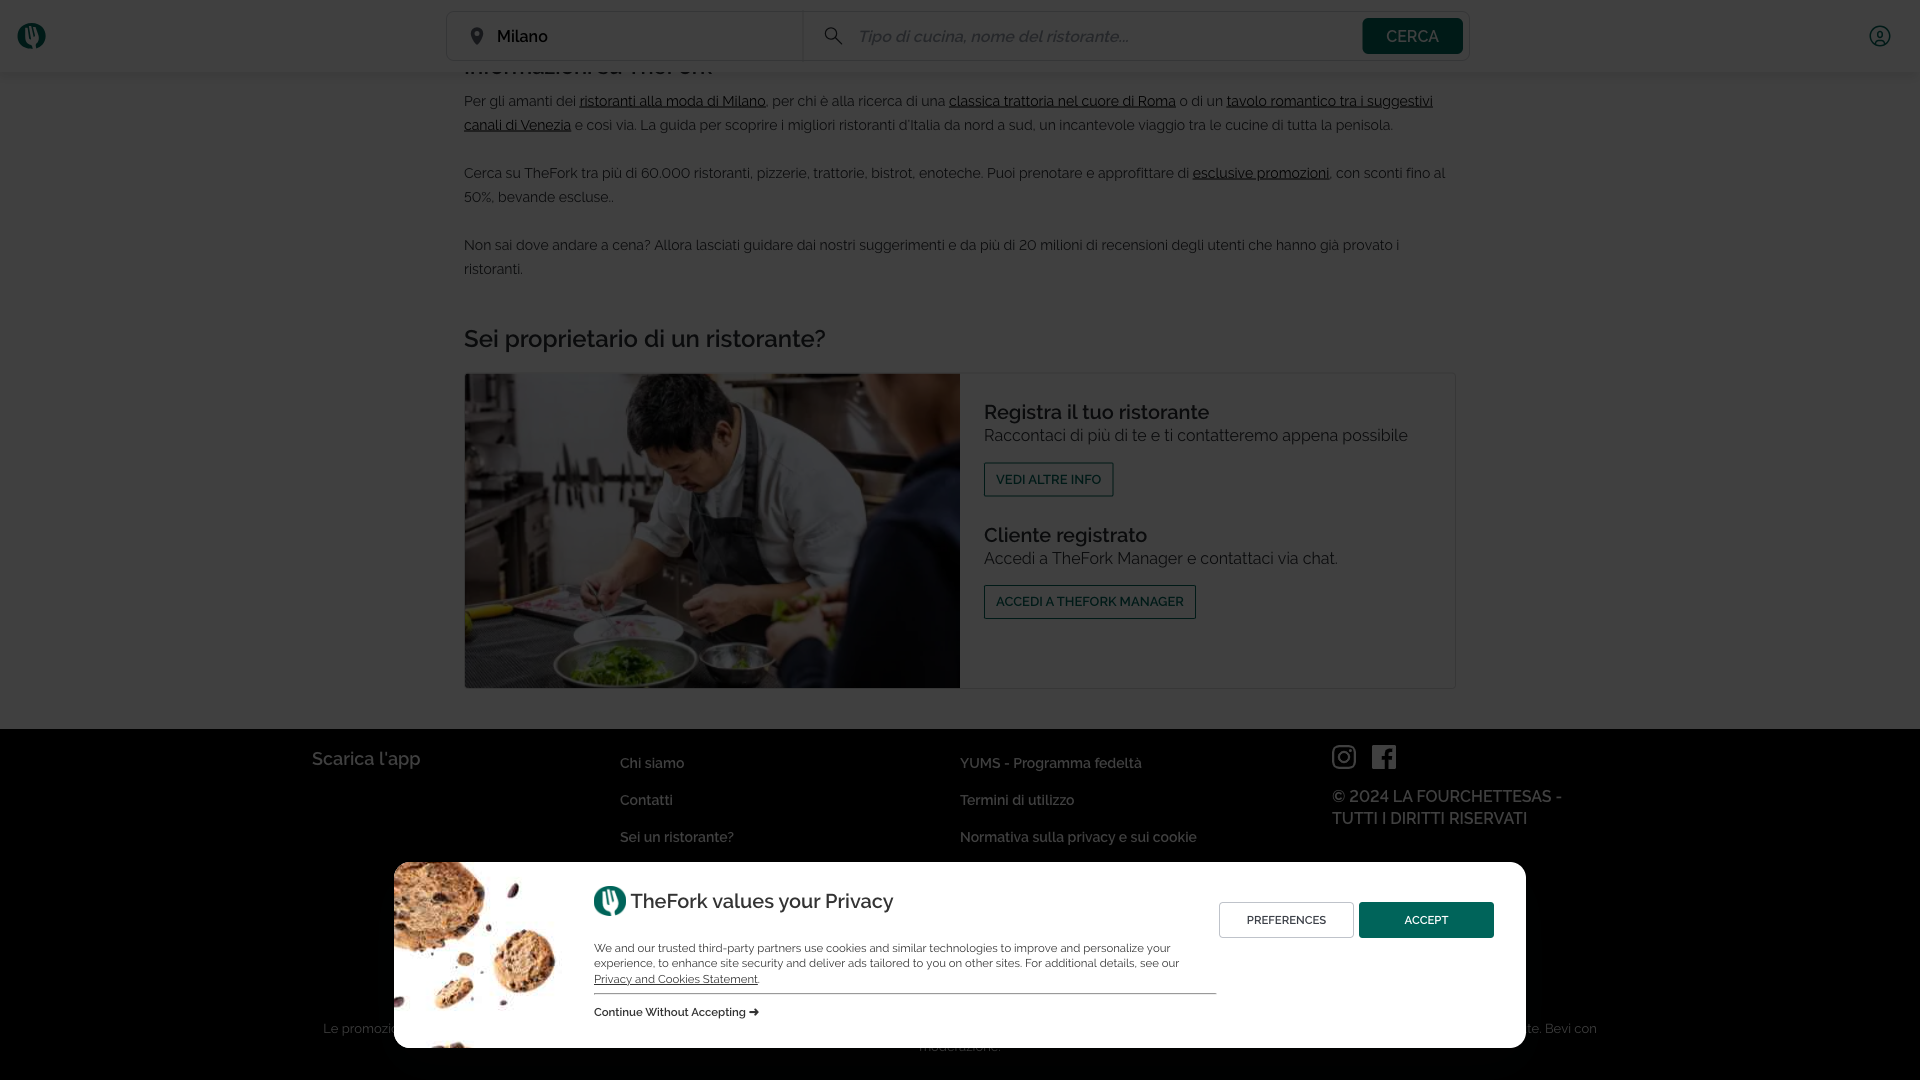 Milano
Tipo di cucina, nome del ristorante...
CERCA
Informazioni su TheFork
Per gli amanti dei ristoranti alla moda di Milano, per chi è alla ricerca di una classica trattoria nel cuore di Roma o di un tavolo romantico tra i suggestivi
canali di Venezia e così via. La guida per scoprire i migliori ristoranti d'Italia da nord a sud, un incantevole viaggio tra le cucine di tutta la penisola.
Cerca su TheFork tra più di 60.000 ristoranti, pizzerie, trattorie, bistrot, enoteche. Puoi prenotare e approfittare di esclusive promozioni, con sconti fino al
50%, bevande escluse..
Non sai dove andare a cena? Allora lasciati guidare dai nostri suggerimenti e da più di 20 milioni di recensioni degli utenti che hanno già provato i
ristoranti.
Sei proprietario di un ristorante?
Registra il tuo ristorante
Raccontaci di più di te e ti contatteremo appena possibile
VEDI ALTRE INFO
Cliente registrato
Accedi a TheFork Manager e contattaci via chat.
ACCEDI A THEFORK MANAGER
Scarica l'app
Chi siamo
Contatti
Sei un ristorante?
YUMS - Programma fedeltà
Termini di utilizzo
Normativa sulla privacy e sui cookie
© 2024 LA FOURCHETTESAS -
TUTTI I DIRITTI RISERVATI
TheFork values your Privacy
We and our trusted third-party partners use cookies and similar technologies to improve and personalize your
experience, to enhance site security and deliver ads tailored to you on other sites. For additional details, see our
Privacy and Cookies Statement.
Continue Without Accepting ➜
PREFERENCES
ACCEPT
Le
te. Bevi con
moderazione.